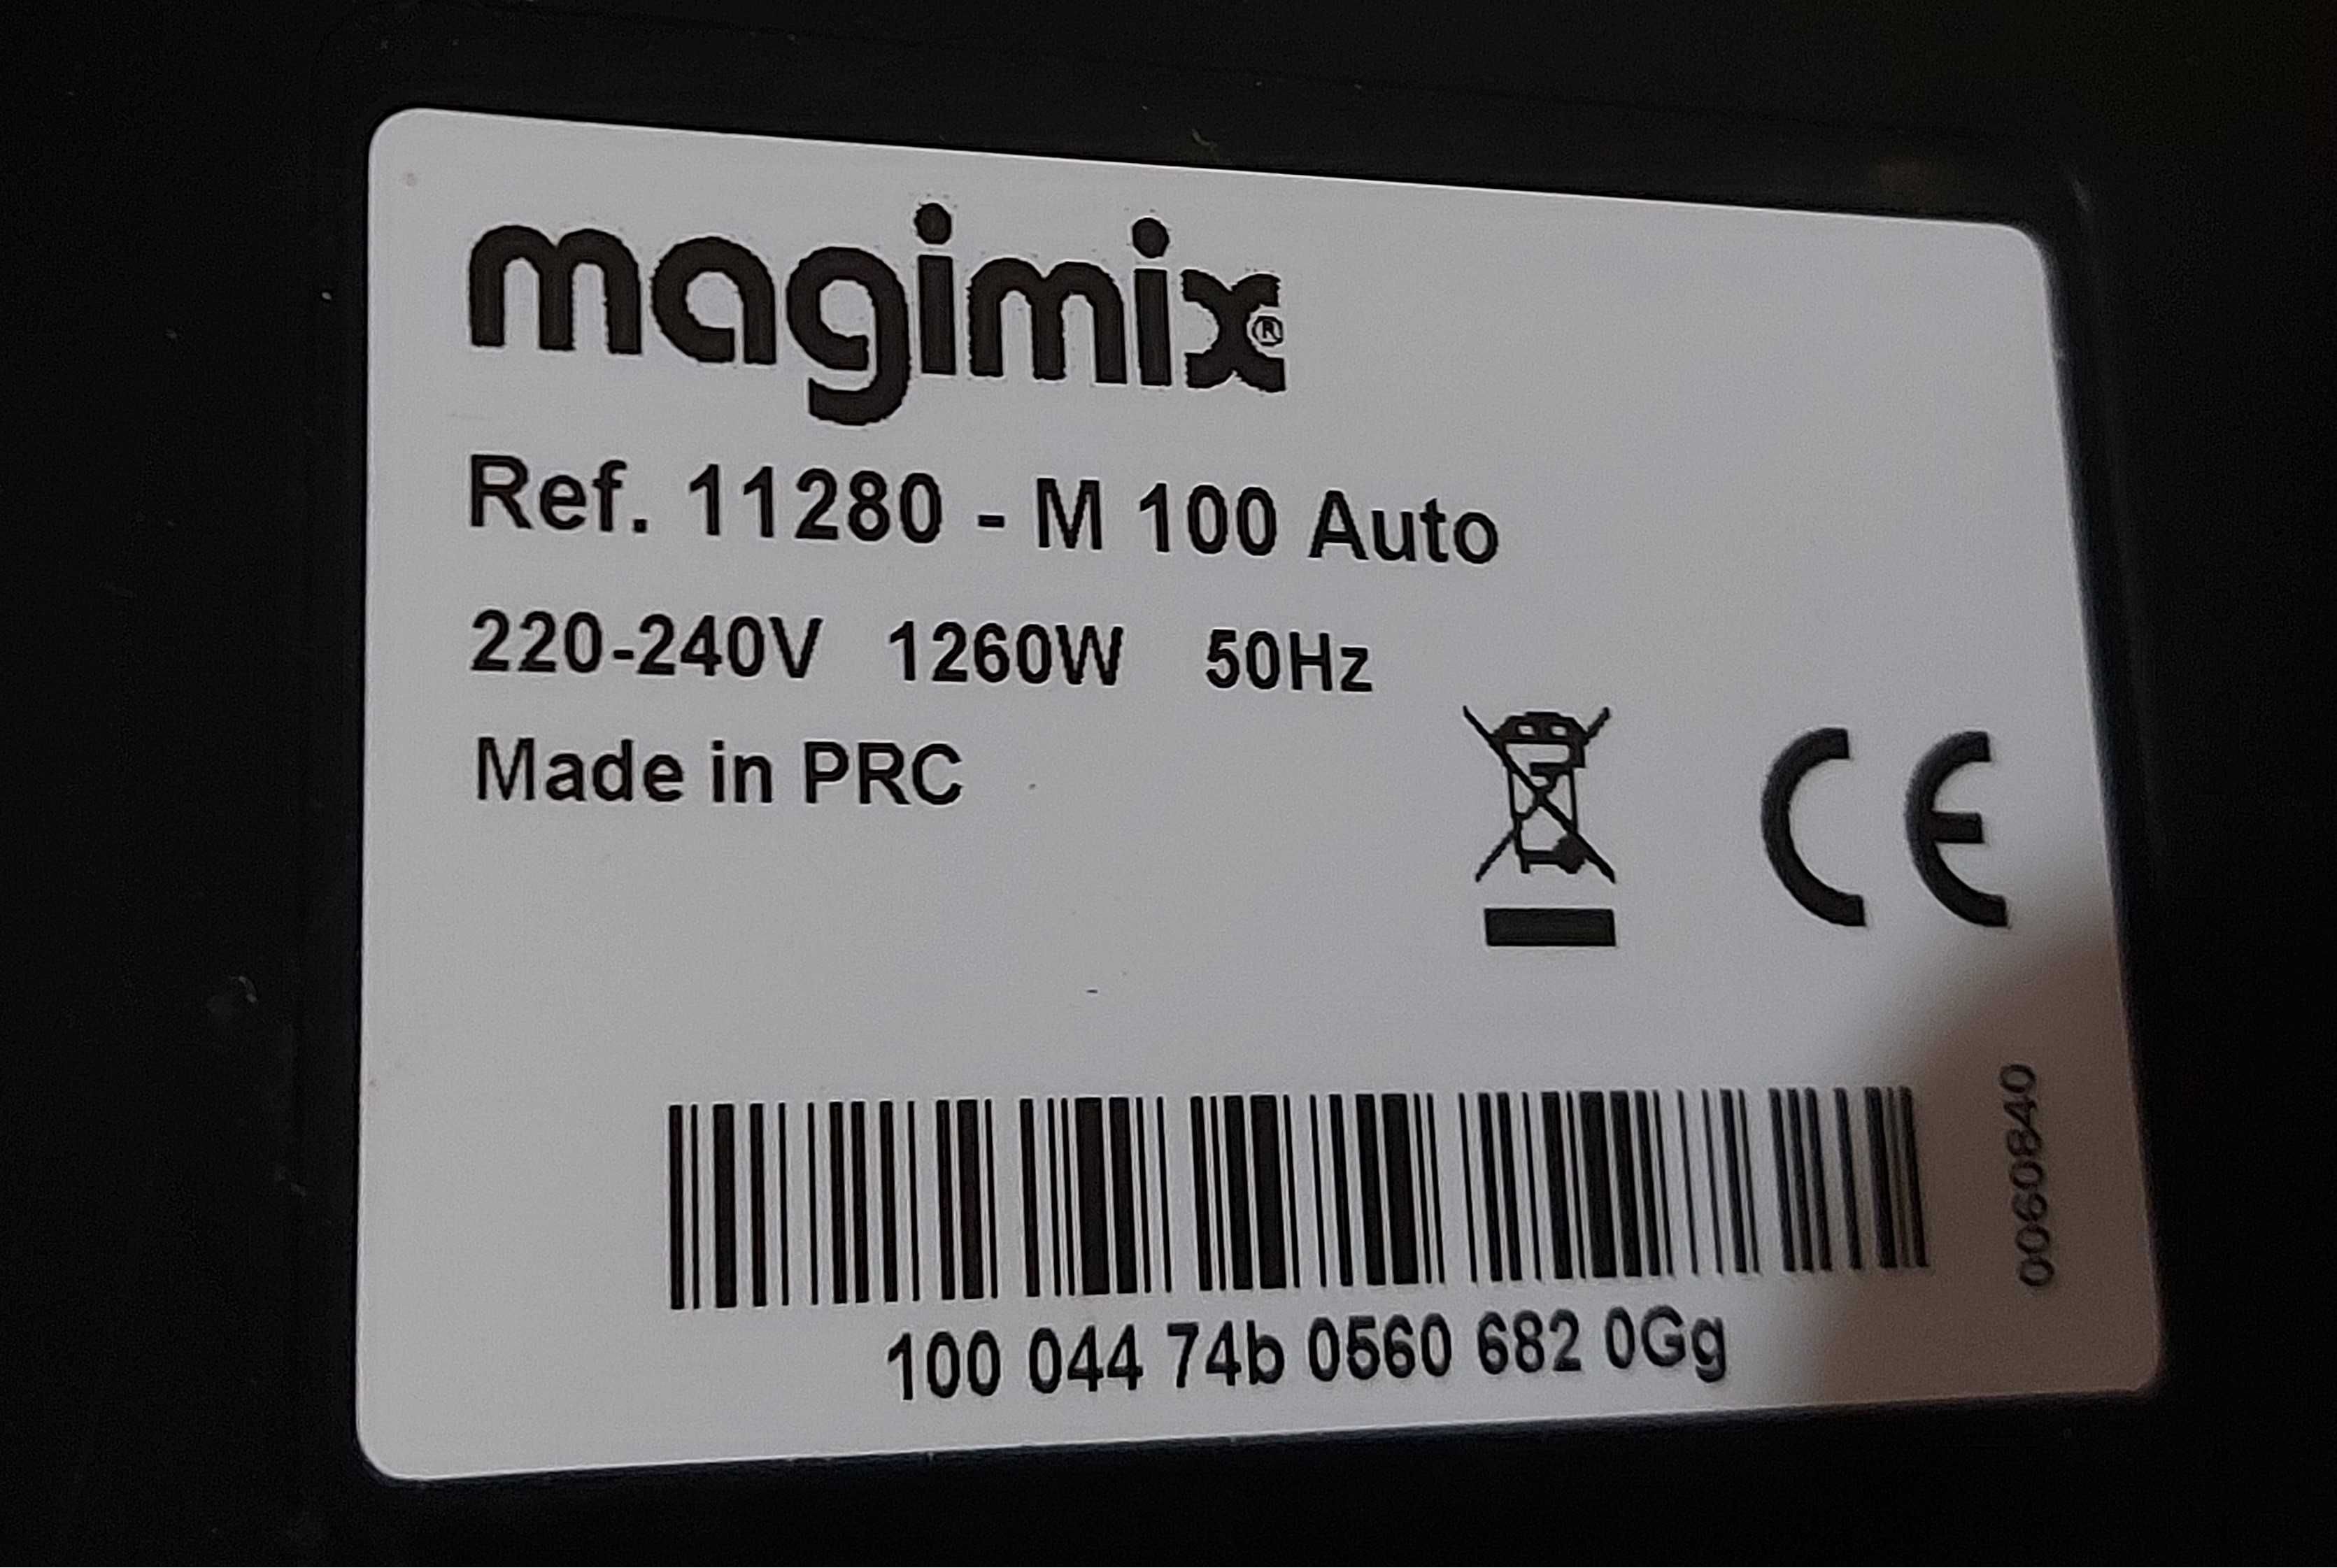 magimix®
Ref. 11280 - M 100 Auto
220-240V 1260W 50Hz
Made in PRC
CE
0060840
100 044 74b 0560 682 0Gg